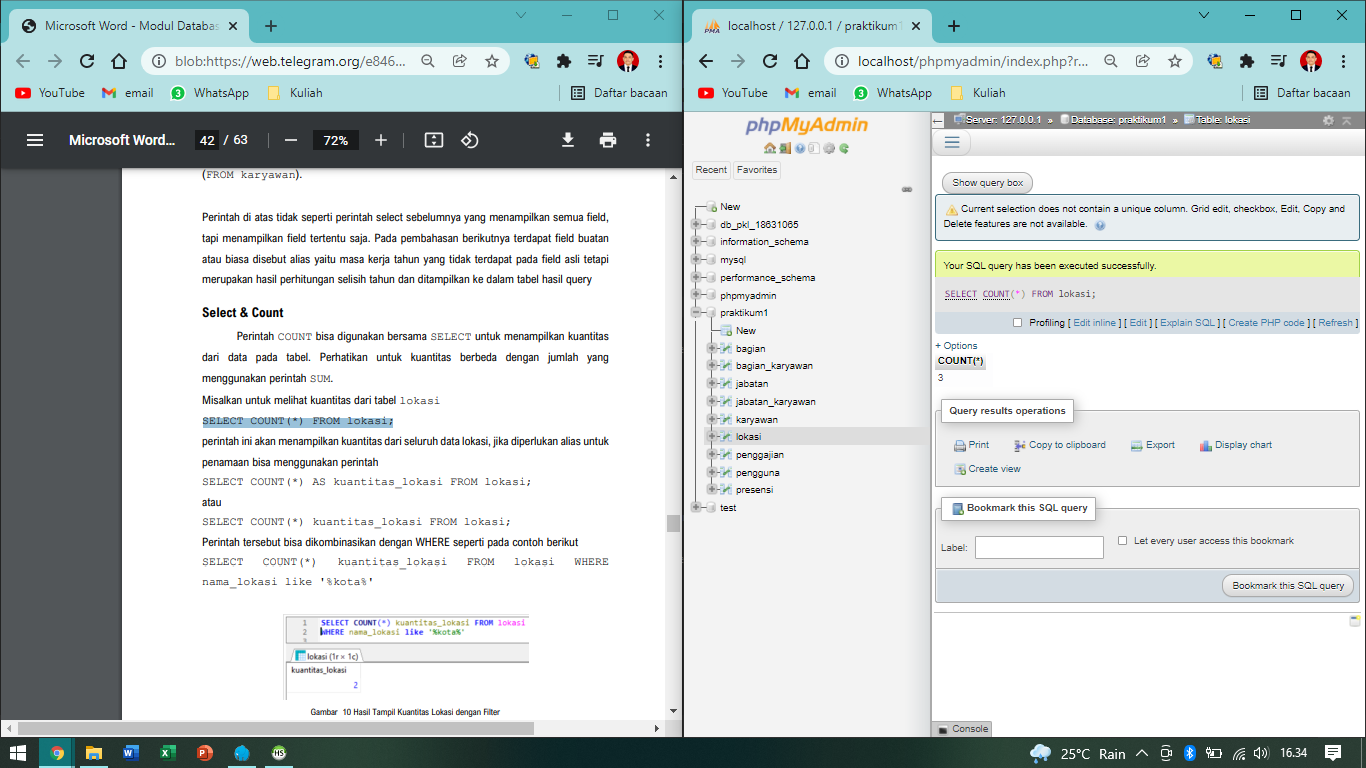 Microsoft Word - Modul Databas
blob:https://web.telegram.org/e846...
YouTube
email
WhatsApp
Kuliah
Daftar bacaan
Microsoft Word...
42 / 63
72%
(FROM karyawan).
Perintah di atas tidak seperti perintah select sebelumnya yang menampilkan semua field,
tapi menampilkan field tertentu saja. Pada pembahasan berikutnya terdapat field buatan
atau biasa disebut alias yaitu masa kerja tahun yang tidak terdapat pada field asli tetapi
merupakan hasil perhitungan selisih tahun dan ditampilkan ke dalam tabel hasil query
Select & Count
Perintah COUNT bisa digunakan bersama SELECT untuk menampilkan kuantitas
dari data pada tabel. Perhatikan untuk kuantitas berbeda dengan jumlah yang
menggunakan perintah SUM.
Misalkan untuk melihat kuantitas dari tabel lokasi
SELECT COUNT(*) FROM lokasi;
perintah ini akan menampilkan kuantitas dari seluruh data lokasi, jika diperlukan alias untuk
penamaan bisa menggunakan perintah
SELECT COUNT(*) AS kuantitas_lokasi FROM lokasi;
atau
SELECT COUNT(*) kuantitas_lokasi FROM lokasi;
Perintah tersebut bisa dikombinasikan dengan WHERE seperti pada contoh berikut
SELECT COUNT(*) kuantitas_lokasi FROM lokasi WHERE
nama_lokasi like '%kota%'
1 SELECT COUNT(*) kuantitas_lokasi FROM lokasi
2 WHERE nama_lokasi like '%kota%'
3
lokasi (1r × 1c)
kuantitas_lokasi
2
Gambar 10 Hasil Tampil Kuantitas Lokasi dengan Filter
localhost / 127.0.0.1 / praktikum1
localhost/phpmyadmin/index.php?r...
YouTube
email
WhatsApp
Kuliah
Daftar bacaan
phpMyAdmin
Recent
Favorites
New
db_pkl_18631065
information_schema
mysql
performance_schema
phpmyadmin
praktikum1
New
bagian
bagian_karyawan
jabatan
jabatan_karyawan
karyawan
lokasi
penggajian
pengguna
presensi
test
Server: 127.0.0.1 » Database: praktikum1 » Table: lokasi
Show query box
Current selection does not contain a unique column. Grid edit, checkbox, Edit, Copy and
Delete features are not available.
Your SQL query has been executed successfully.
SELECT COUNT(*) FROM lokasi;
Profiling [ Edit inline ] [ Edit ] [ Explain SQL ] [ Create PHP code ] [ Refresh ]
+ Options
COUNT(*)
3
Query results operations
Print
Copy to clipboard
Export
Display chart
Create view
Bookmark this SQL query
Label:
Let every user access this bookmark
Bookmark this SQL query
Console
25°C Rain
16.34